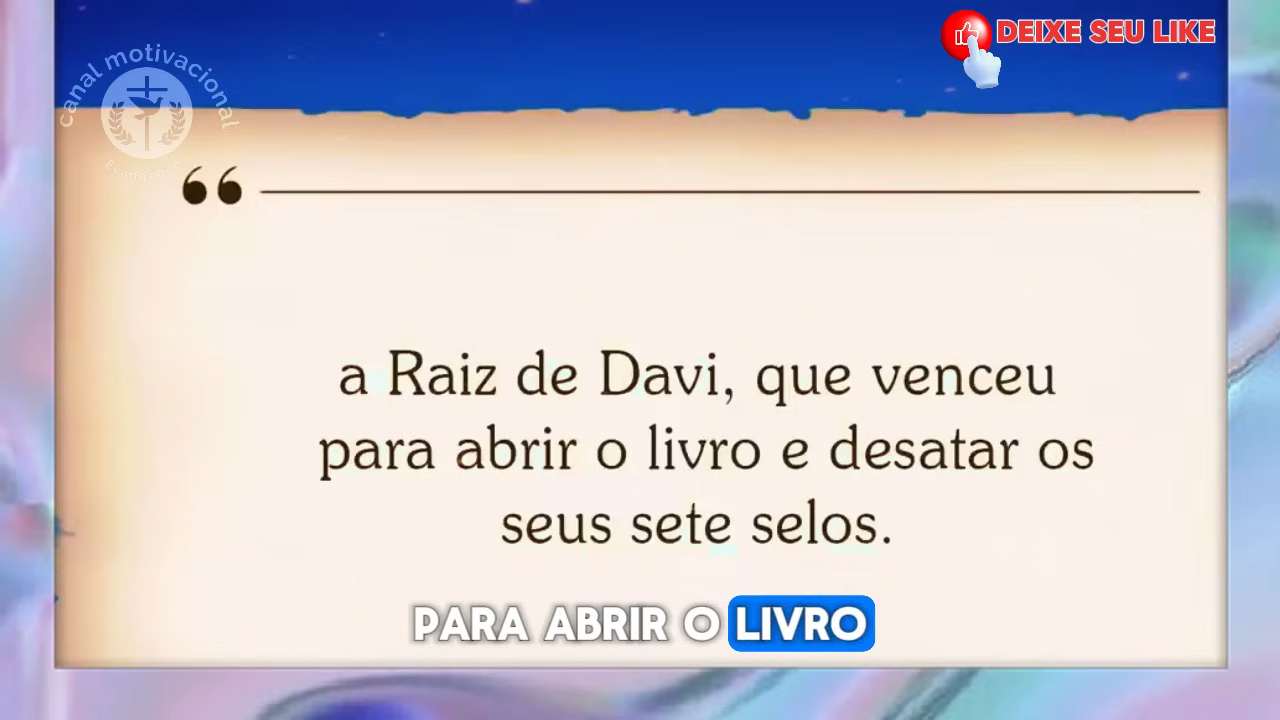 DEIXE SEU LIKE
canal motivacional
Evangélico
a Raiz de Davi, que venceu
para abrir o livro e desatar os
seus sete selos.
PARA ABRIR O LIVRO